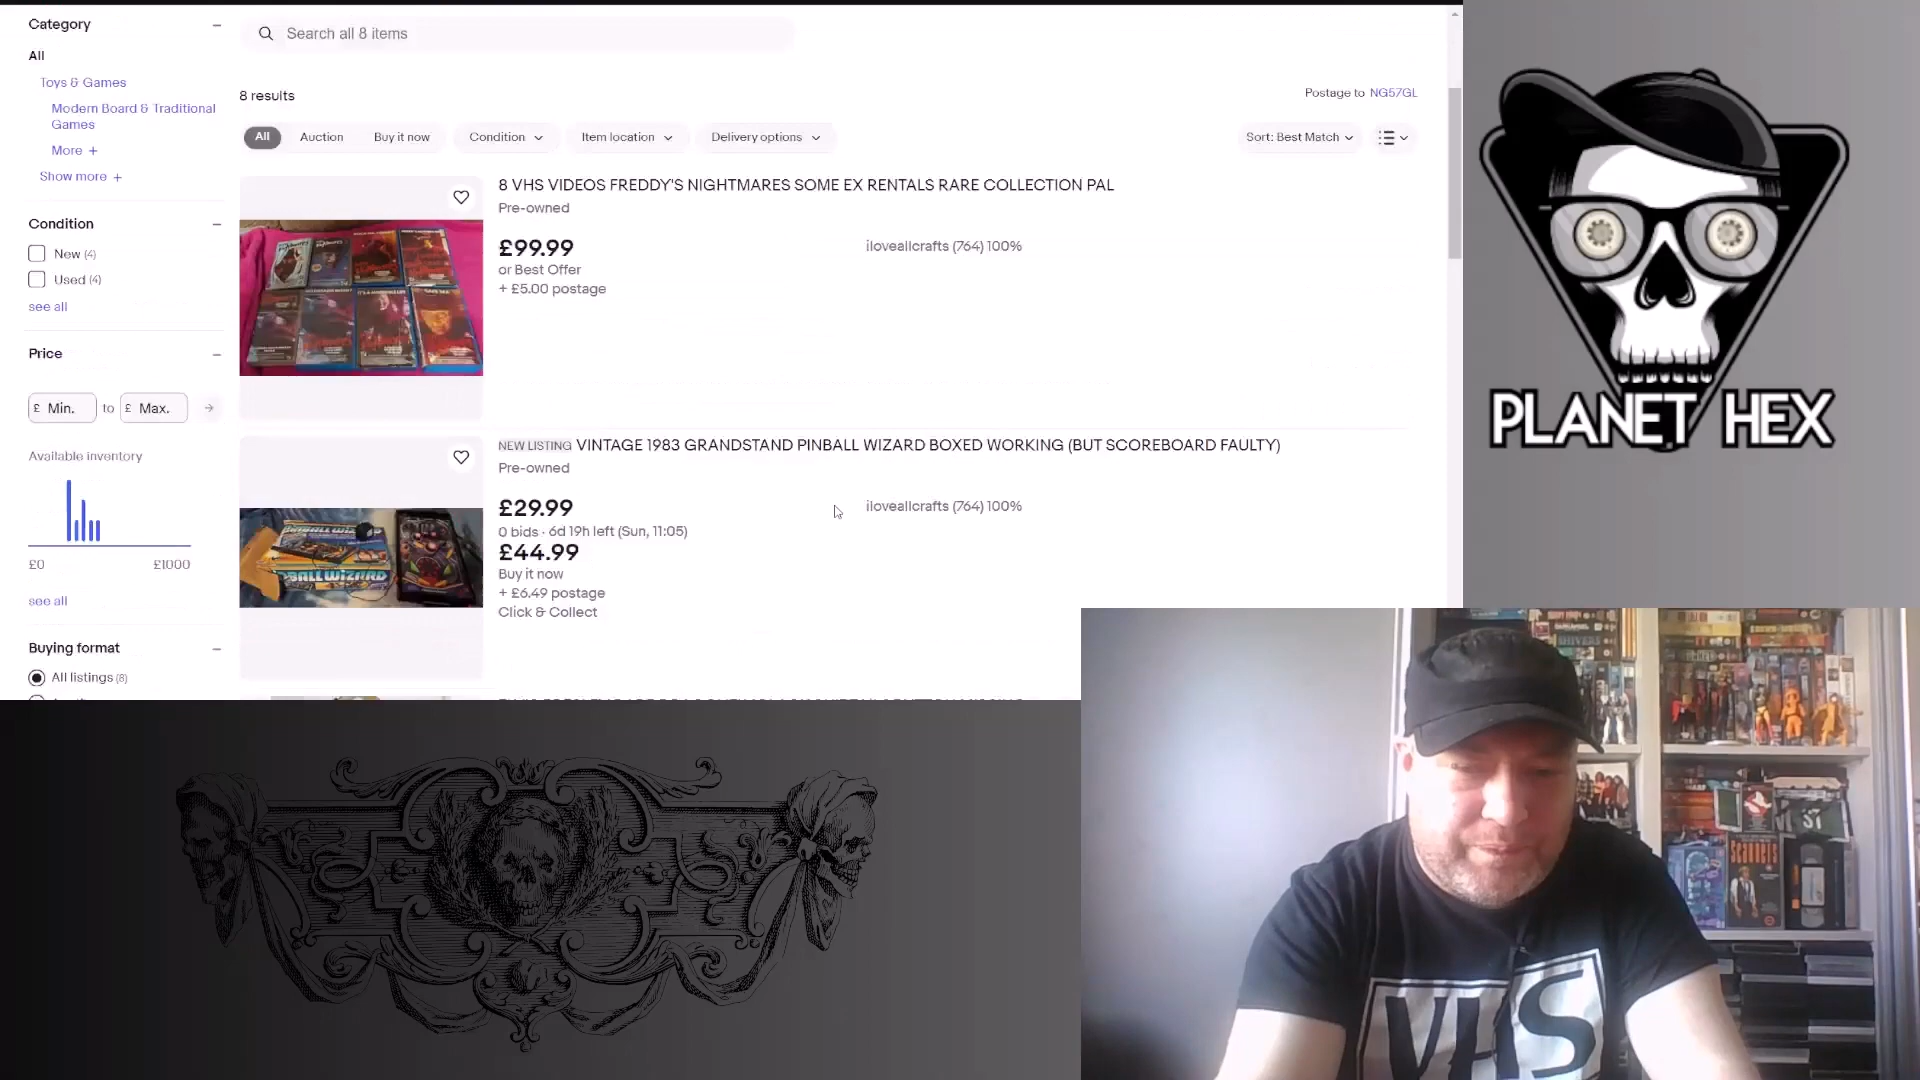 Category
All
Toys & Games
Modern Board & Traditional
Games
More +
Show more +
Condition
New (4)
Used (4)
see all
Price
£ Min. to £ Max.
Available inventory
£0 £1000
see all
Buying format
All listings (8)
Search all 8 items
8 results
Postage to NG57GL
All Auction Buy it now Condition Item location Delivery options Sort: Best Match
8 VHS VIDEOS FREDDY'S NIGHTMARES SOME EX RENTALS RARE COLLECTION PAL
Pre-owned
£99.99 iloveallcrafts (764) 100%
or Best Offer
+ £5.00 postage
NEW LISTING VINTAGE 1983 GRANDSTAND PINBALL WIZARD BOXED WORKING (BUT SCOREBOARD FAULTY)
Pre-owned
£29.99 iloveallcrafts (764) 100%
0 bids · 6d 19h left (Sun, 11:05)
£44.99
Buy it now
+ £6.49 postage
Click & Collect
PLANET HEX
SHIVERS
Scanners
VHS